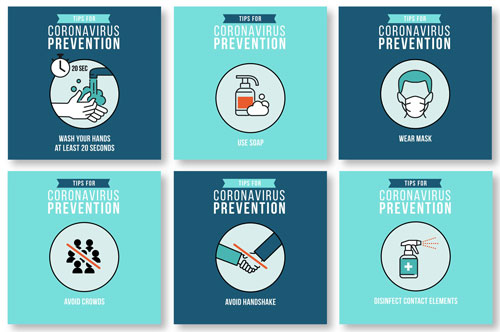 TIPS FOR
CORONAVIRUS
PREVENTION
20 SEC
WASH YOUR HANDS
AT LEAST 20 SECONDS
TIPS FOR
CORONAVIRUS
PREVENTION
USE SOAP
TIPS FOR
CORONAVIRUS
PREVENTION
WEAR MASK
TIPS FOR
CORONAVIRUS
PREVENTION
AVOID CROWDS
TIPS FOR
CORONAVIRUS
PREVENTION
AVOID HANDSHAKE
TIPS FOR
CORONAVIRUS
PREVENTION
DISINFECT CONTACT ELEMENTS